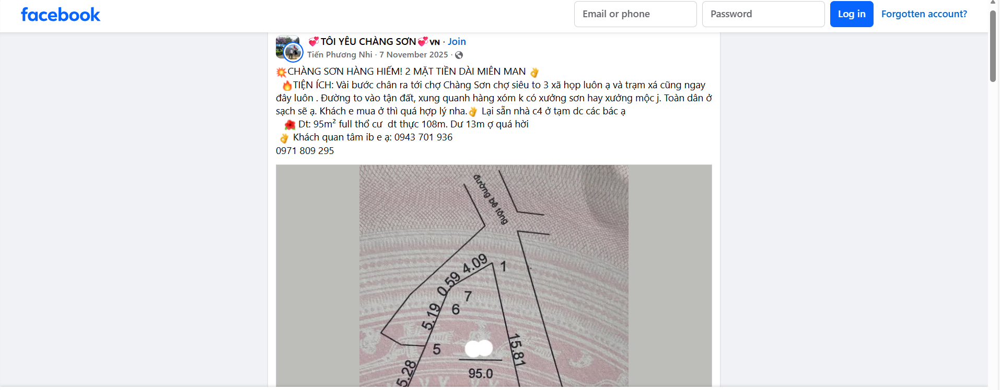 facebook
Email or phone
Password
Log in
Forgotten account?
💞TÔI YÊU CHÀNG SƠN💞VN · Join
Tiến Phương Nhi · 7 November 2025 ·
💥CHÀNG SƠN HÀNG HIẾM! 2 MẶT TIỀN DÀI MIÊN MAN 👌
🔥TIỆN ÍCH: Vài bước chân ra tới chợ Chàng Sơn chợ siêu to 3 xã họp luôn ạ và trạm xá cũng ngay
đây luôn . Đường to vào tận đất, xung quanh hàng xóm k có xưởng sơn hay xưởng mộc j. Toàn dân ở
sạch sẽ ạ. Khách e mua ở thì quá hợp lý nha.👌 Lại sẵn nhà c4 ở tạm dc các bác ạ
🌺 Dt: 95m² full thổ cư  dt thực 108m. Dư 13m ợ quá hời
👌 Khách quan tâm ib e ạ: 0943 701 936
0971 809 295
đường bê tông
4.09
1
0.59
7
6
5.19
5
15.81
5.28
95.0